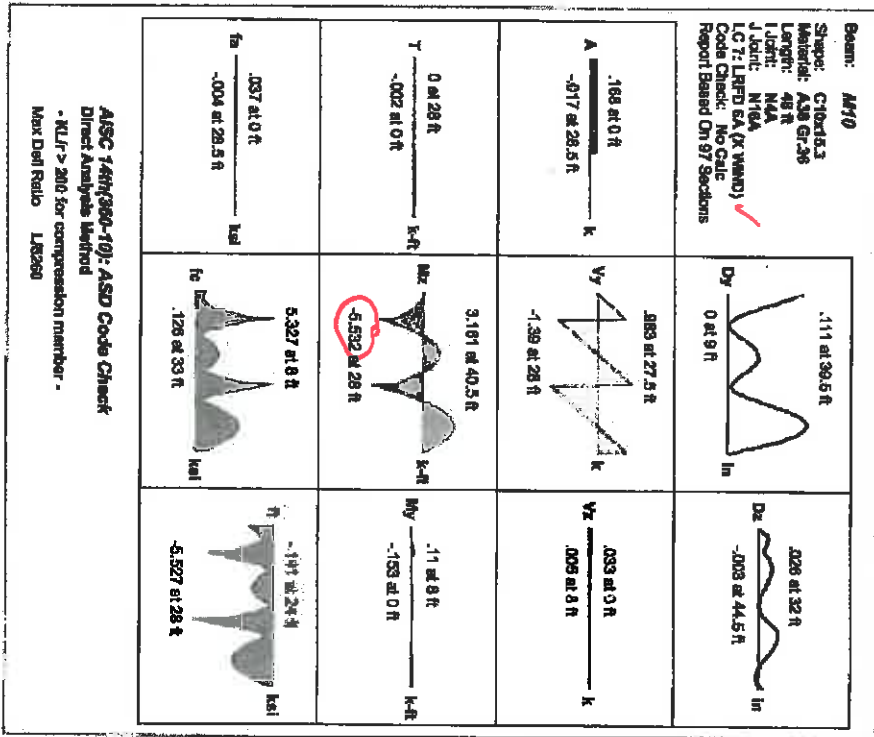 Beam: M10
Shape: C10x15.3
Material: A36 Gr.36
Length: 48 ft
I Joint: N4A
J Joint: N16A
LC 7: LRFD 6A (X WIND)
Code Check: No Calc
Report Based On 97 Sections
Dy
.111 at 39.5 ft
0 at 9 ft
in
Dz
.026 at 32 ft
-.003 at 44.5 ft
in
A
.168 at 0 ft
-.017 at 28.5 ft
k
Vy
.983 at 27.5 ft
-1.39 at 28 ft
k
Vz
.033 at 0 ft
.005 at 8 ft
k
T
0 at 28 ft
-.002 at 0 ft
k-ft
Mz
3.161 at 40.5 ft
-5.532 at 28 ft
k-ft
My
.11 at 8 ft
-.153 at 0 ft
k-ft
fa
.037 at 0 ft
-.004 at 28.5 ft
ksi
fc
5.327 at 8 ft
.126 at 33 ft
ksi
ft
-.141 at 24 ft
-5.527 at 28 ft
ksi
AISC 14th(360-10): ASD Code Check
Direct Analysis Method
- KL/r > 200 for compression member -
Max Defl Ratio L/5260